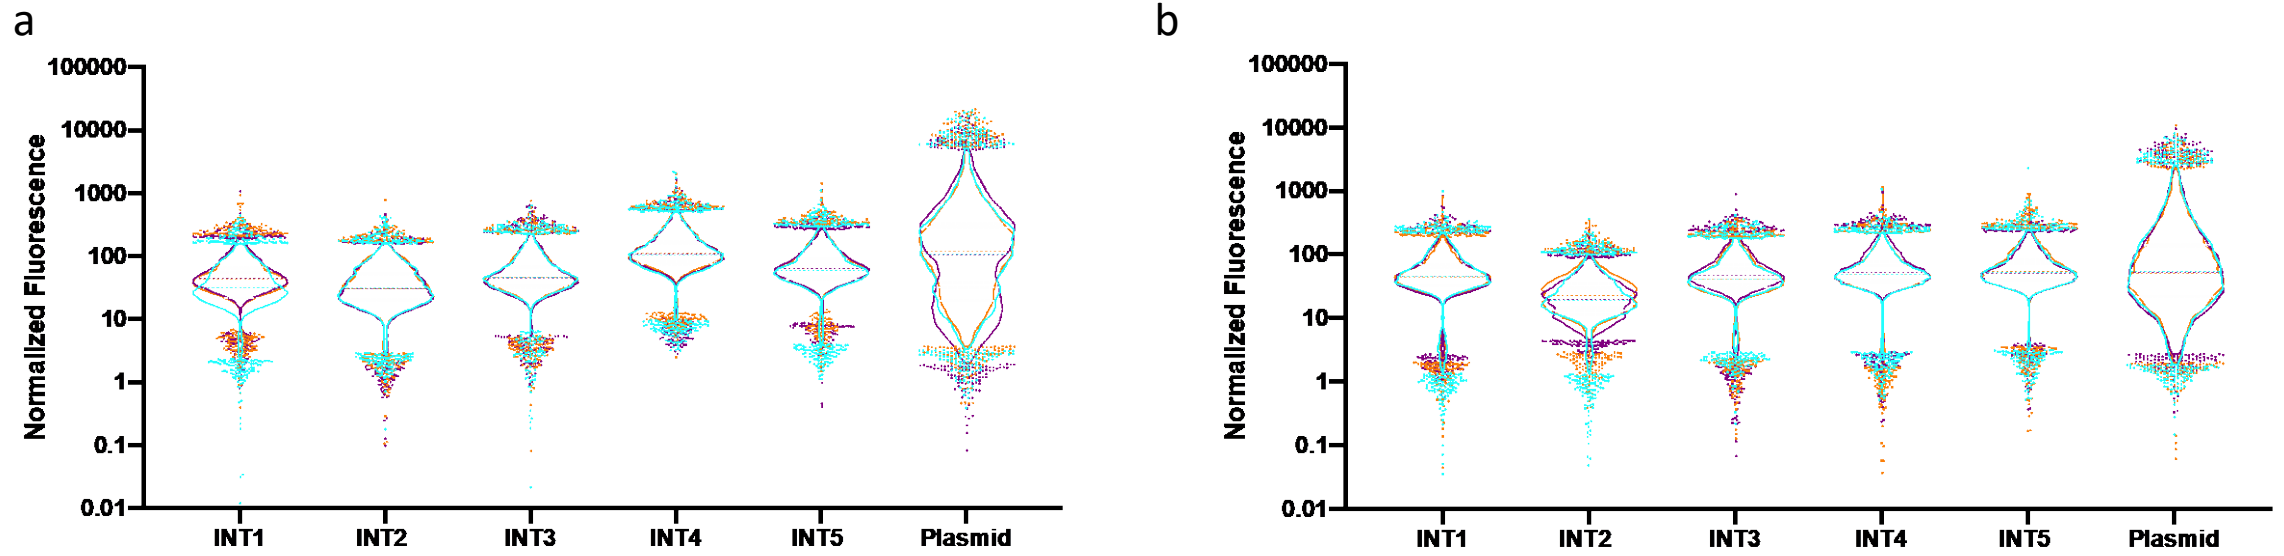 a
Normalized Fluorescence
100000
10000
1000
100
10
1
0.1
0.01
INT1 INT2 INT3 INT4 INT5 Plasmid
b
Normalized Fluorescence
100000
10000
1000
100
10
1
0.1
0.01
INT1 INT2 INT3 INT4 INT5 Plasmid